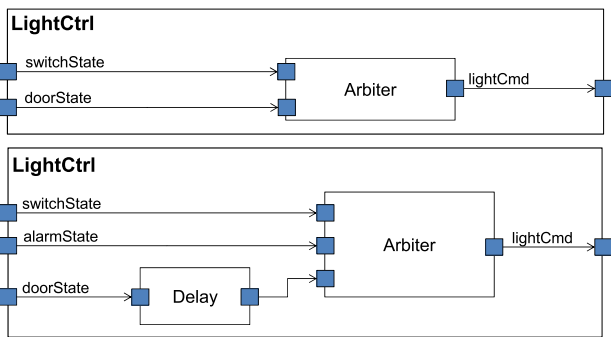 LightCtrl
switchState
doorState
Arbiter
lightCmd
LightCtrl
switchState
alarmState
doorState
Delay
Arbiter
lightCmd